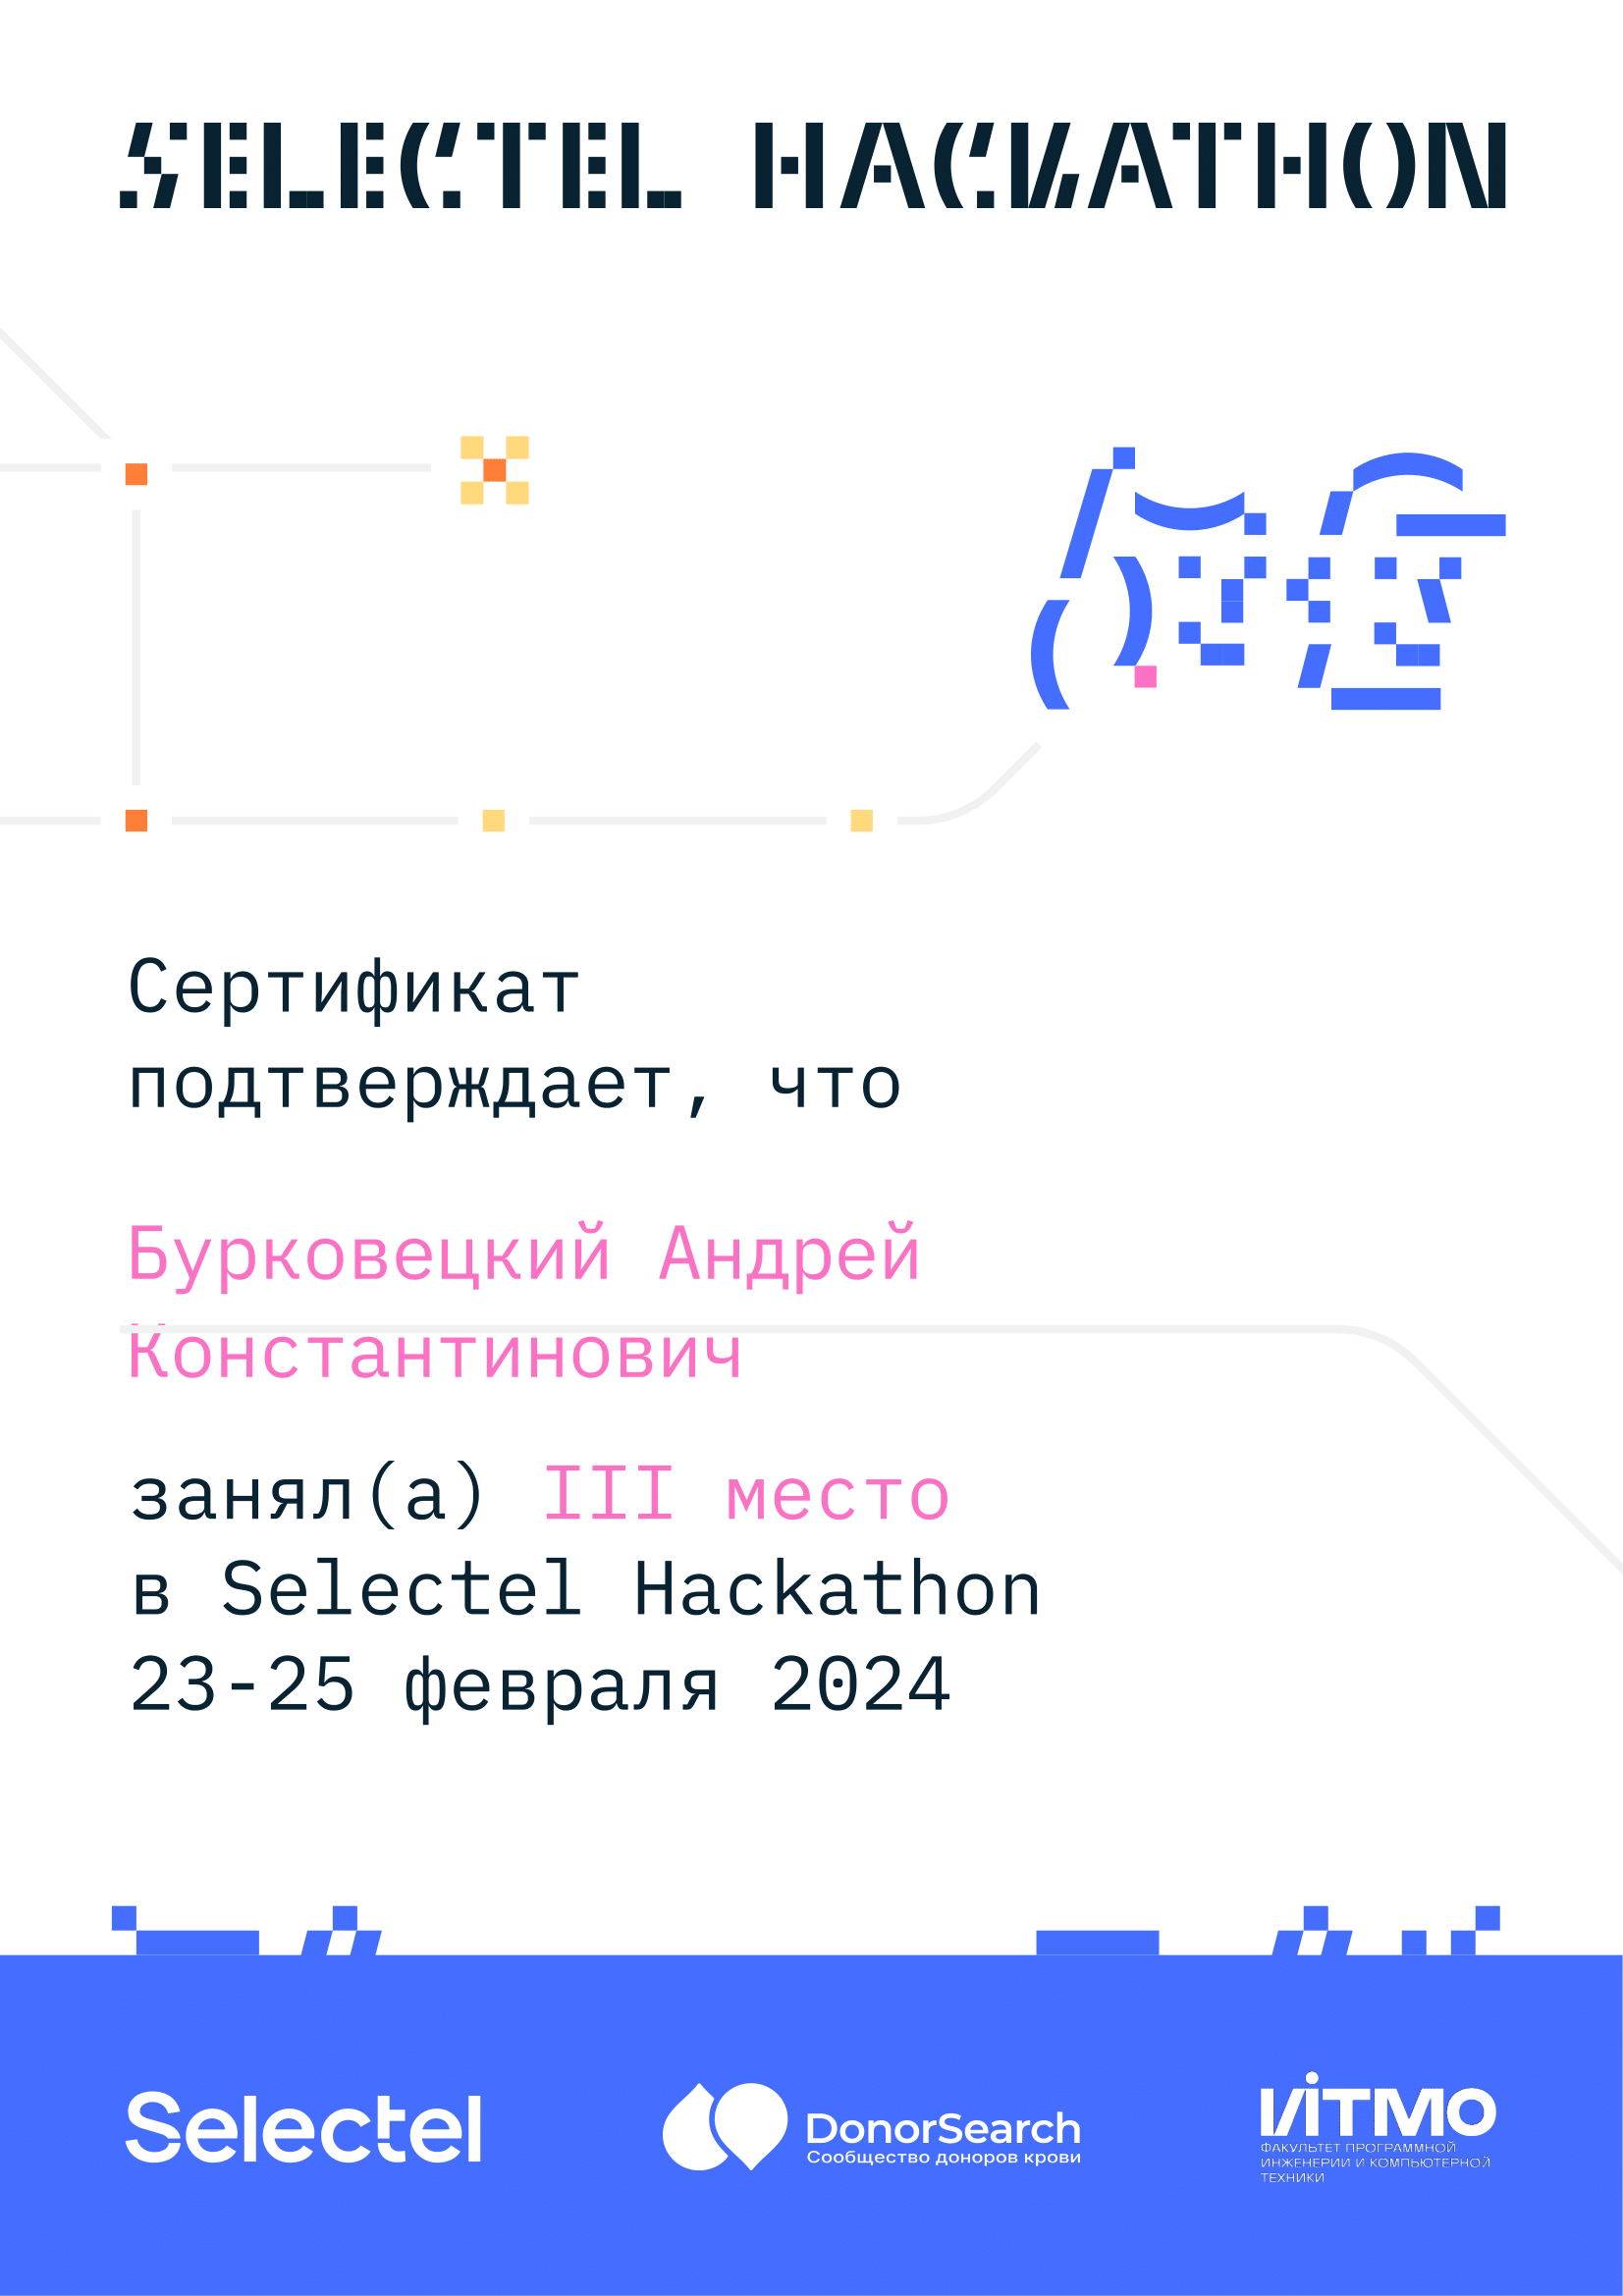 SELECTEL HACKATHON
Сертификат
подтверждает, что
Бурковецкий Андрей
Константинович
занял(а) III место
в Selectel Hackathon
23-25 февраля 2024
Selectel
DonorSearch
Сообщество доноров крови
ИТМО
ФАКУЛЬТЕТ ПРОГРАММНОЙ
ИНЖЕНЕРИИ И КОМПЬЮТЕРНОЙ
ТЕХНИКИ